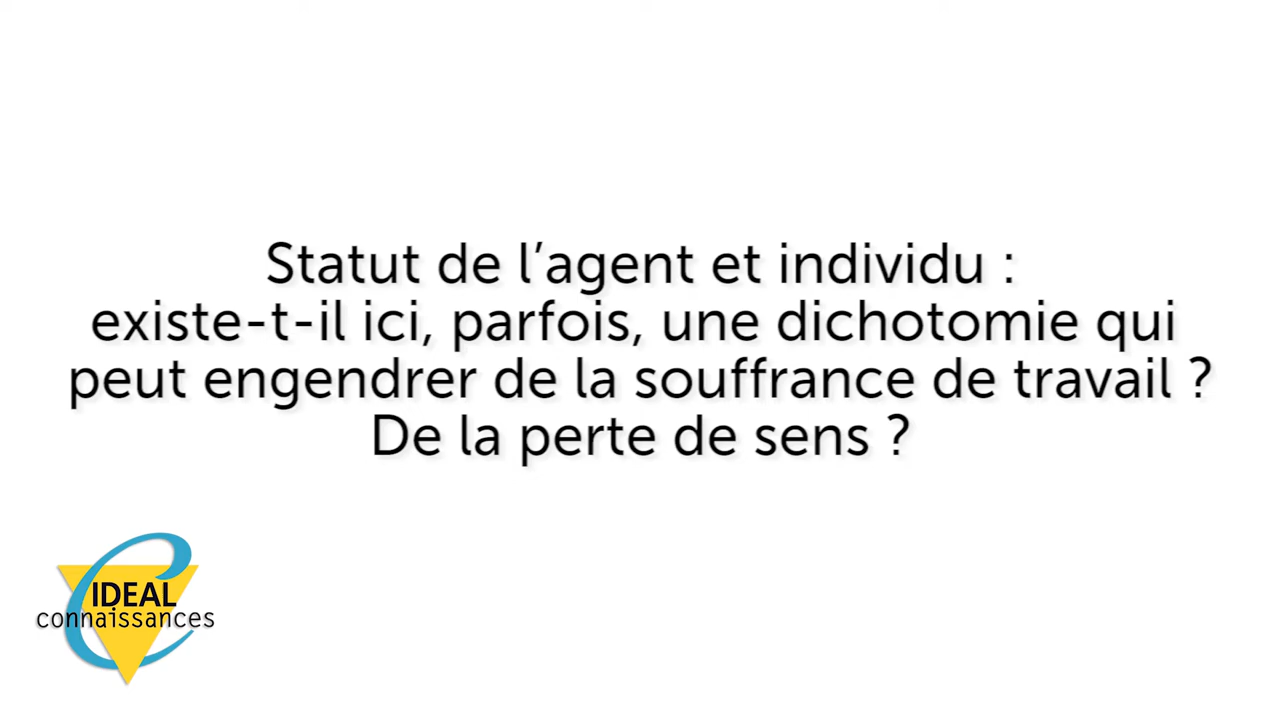 Statut de l’agent et individu :
existe-t-il ici, parfois, une dichotomie qui
peut engendrer de la souffrance de travail ?
De la perte de sens ?
IDEAL
connaissances